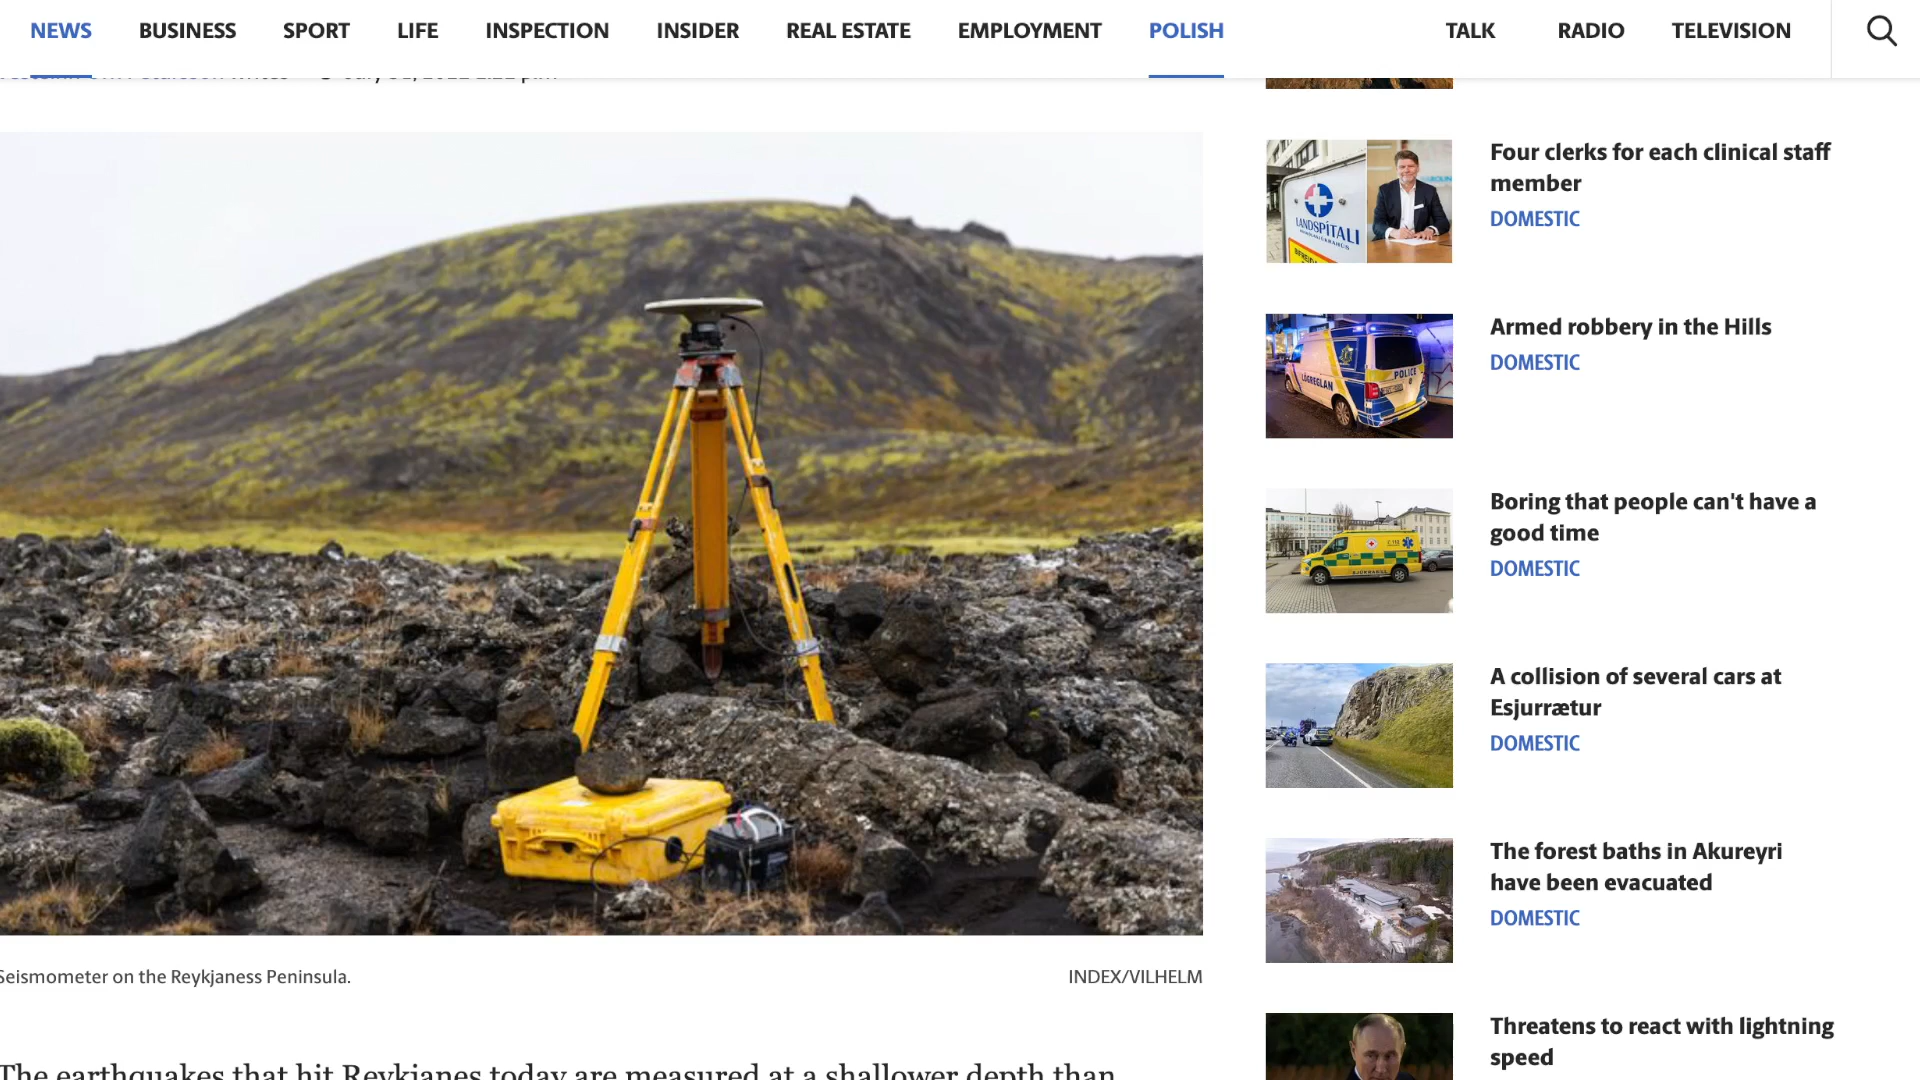 NEWS BUSINESS SPORT LIFE INSPECTION INSIDER REAL ESTATE EMPLOYMENT POLISH TALK RADIO TELEVISION
Seismometer on the Reykjaness Peninsula.
INDEX/VILHELM
The earthquakes that hit Reykjanes today are measured at a shallower depth than
LANDSPÍTALI
Four clerks for each clinical staff
member
DOMESTIC
LÖGREGLAN
POLICE
Armed robbery in the Hills
DOMESTIC
Boring that people can't have a
good time
DOMESTIC
A collision of several cars at
Esjurrætur
DOMESTIC
The forest baths in Akureyri
have been evacuated
DOMESTIC
Threatens to react with lightning
speed